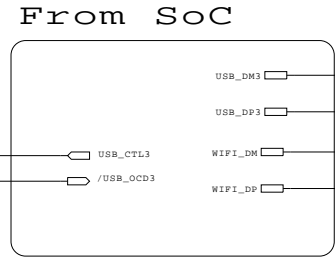 From SoC
USB_DM3
USB_DP3
USB_CTL3
WIFI_DM
/USB_OCD3
WIFI_DP